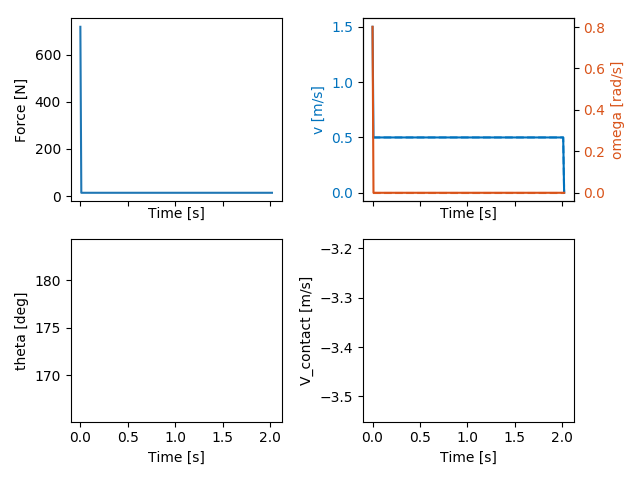 600
400
200
0
Force [N]
Time [s]
1.5
1.0
0.5
0.0
v [m/s]
0.8
0.6
0.4
0.2
0.0
omega [rad/s]
Time [s]
180
175
170
theta [deg]
0.0 0.5 1.0 1.5 2.0
Time [s]
−3.2
−3.3
−3.4
−3.5
V_contact [m/s]
0.0 0.5 1.0 1.5 2.0
Time [s]